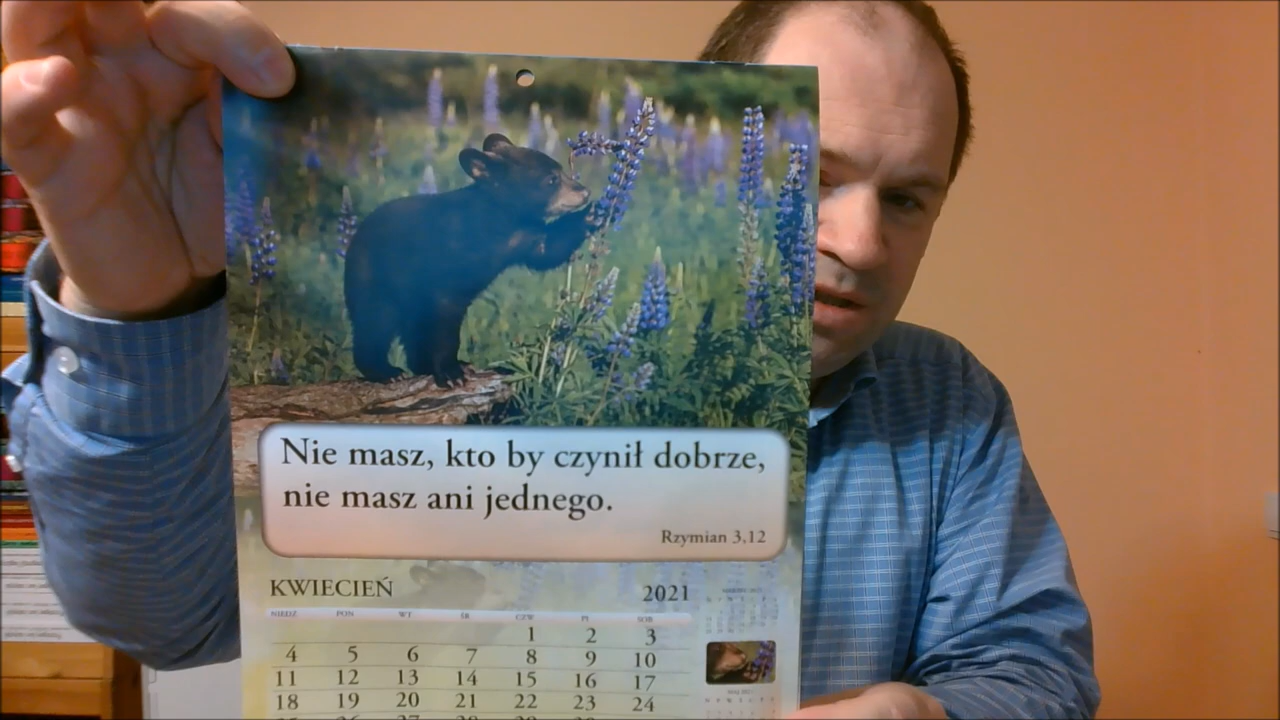 Nie masz, kto by czynił dobrze,
nie masz ani jednego.
Rzymian 3,12
KWIECIEŃ 2021
NIEDZ PON WT ŚR CZW PT SOB
1 2 3
4 5 6 7 8 9 10
11 12 13 14 15 16 17
18 19 20 21 22 23 24